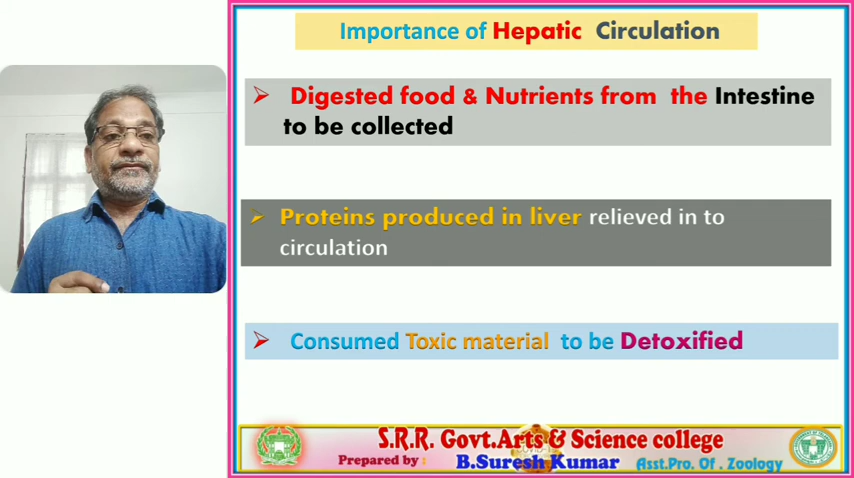 Importance of Hepatic Circulation
Digested food & Nutrients from the Intestine
to be collected
Proteins produced in liver relieved in to
circulation
Consumed Toxic material to be Detoxified
S.R.R. Govt.Arts & Science college
Prepared by : B.Suresh Kumar Asst.Pro. Of . Zoology